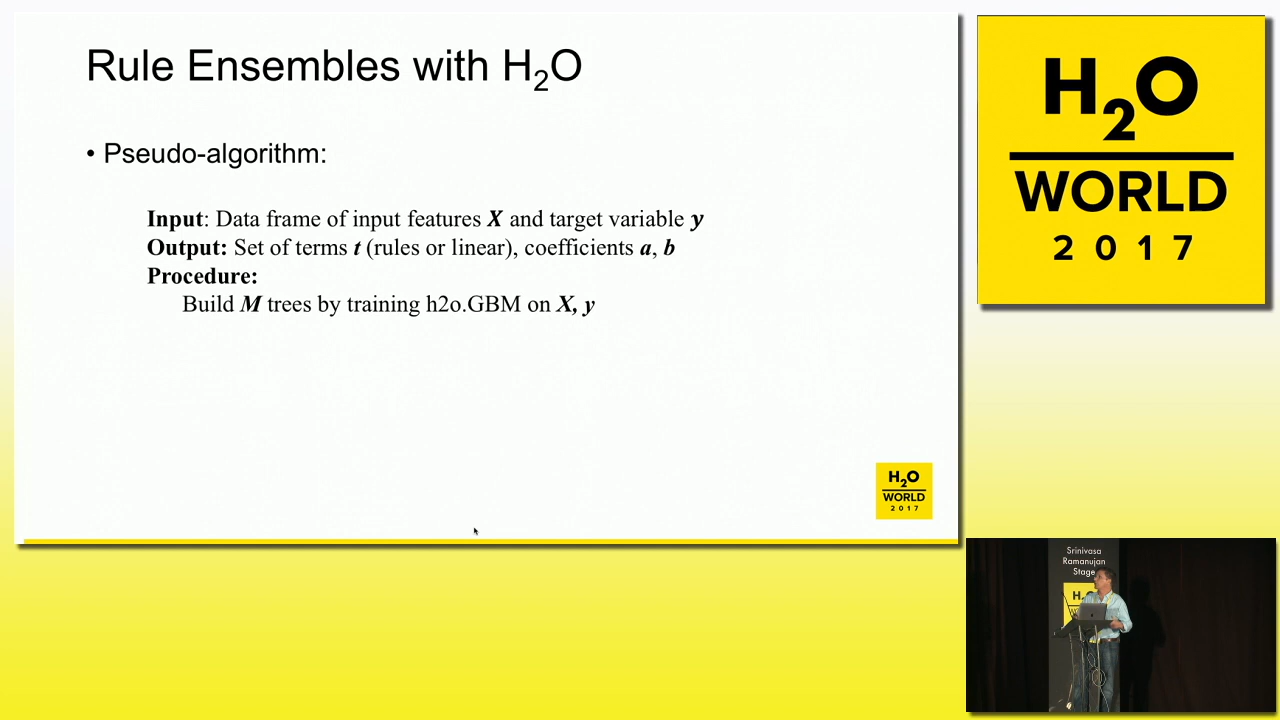 Rule Ensembles with H2O
• Pseudo-algorithm:
Input: Data frame of input features X and target variable y
Output: Set of terms t (rules or linear), coefficients a, b
Procedure:
Build M trees by training h2o.GBM on X, y
H2O
WORLD
2017
H2O
WORLD
2 0 1 7
Srinivasa
Ramanujan
Stage